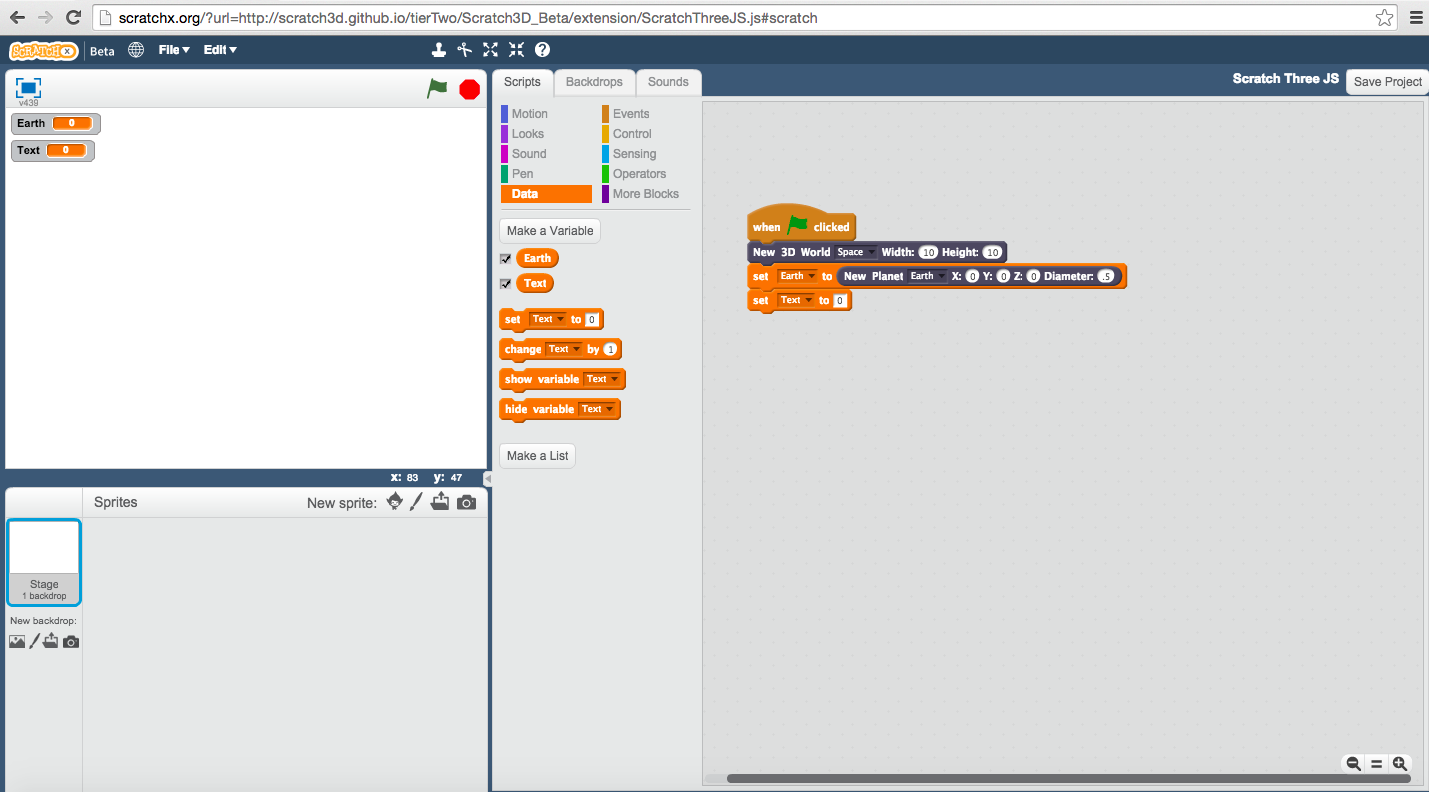 scratchx.org/?url=http://scratch3d.github.io/tierTwo/Scratch3D_Beta/extension/ScratchThreeJS.js#scratch
SCRATCHX Beta File Edit
v439
Earth 0
Text 0
x: 83 y: 47
Sprites New sprite:
Stage
1 backdrop
New backdrop:
Scripts Backdrops Sounds
Motion Events
Looks Control
Sound Sensing
Pen Operators
Data More Blocks
Make a Variable
Earth
Text
set Text to 0
change Text by 1
show variable Text
hide variable Text
Make a List
Scratch Three JS Save Project
when clicked
New 3D World Space Width: 10 Height: 10
set Earth to New Planet Earth X: 0 Y: 0 Z: 0 Diameter: .5
set Text to 0